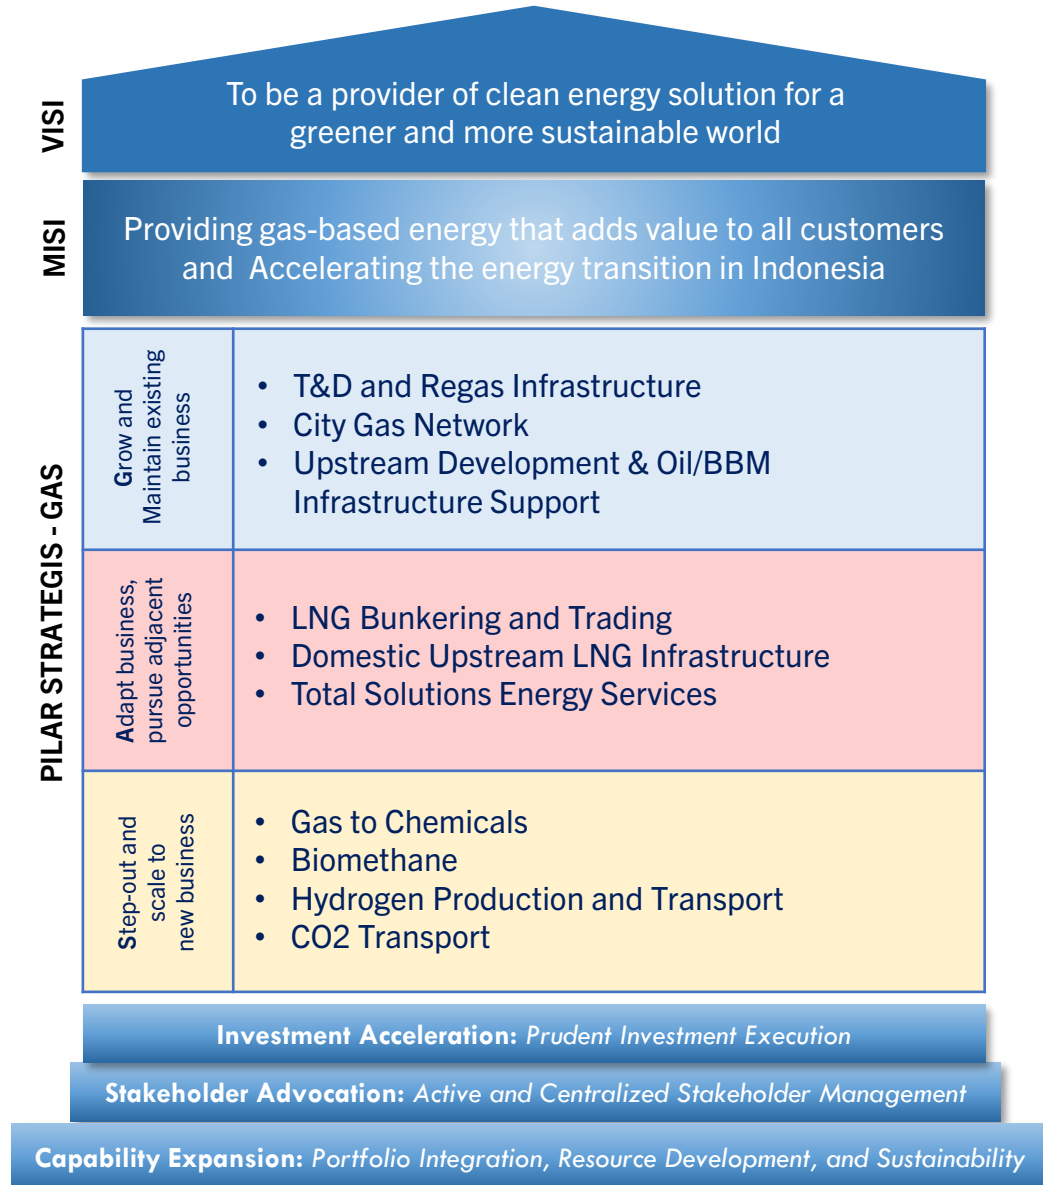 VISI
To be a provider of clean energy solution for a
greener and more sustainable world
MISI
Providing gas-based energy that adds value to all customers
and  Accelerating the energy transition in Indonesia
PILAR STRATEGIS - GAS
Grow and
Maintain existing
business
• T&D and Regas Infrastructure
• City Gas Network
• Upstream Development & Oil/BBM
Infrastructure Support
Adapt business,
pursue adjacent
opportunities
• LNG Bunkering and Trading
• Domestic Upstream LNG Infrastructure
• Total Solutions Energy Services
Step-out and
scale to
new business
• Gas to Chemicals
• Biomethane
• Hydrogen Production and Transport
• CO2 Transport
Investment Acceleration: Prudent Investment Execution
Stakeholder Advocation: Active and Centralized Stakeholder Management
Capability Expansion: Portfolio Integration, Resource Development, and Sustainability